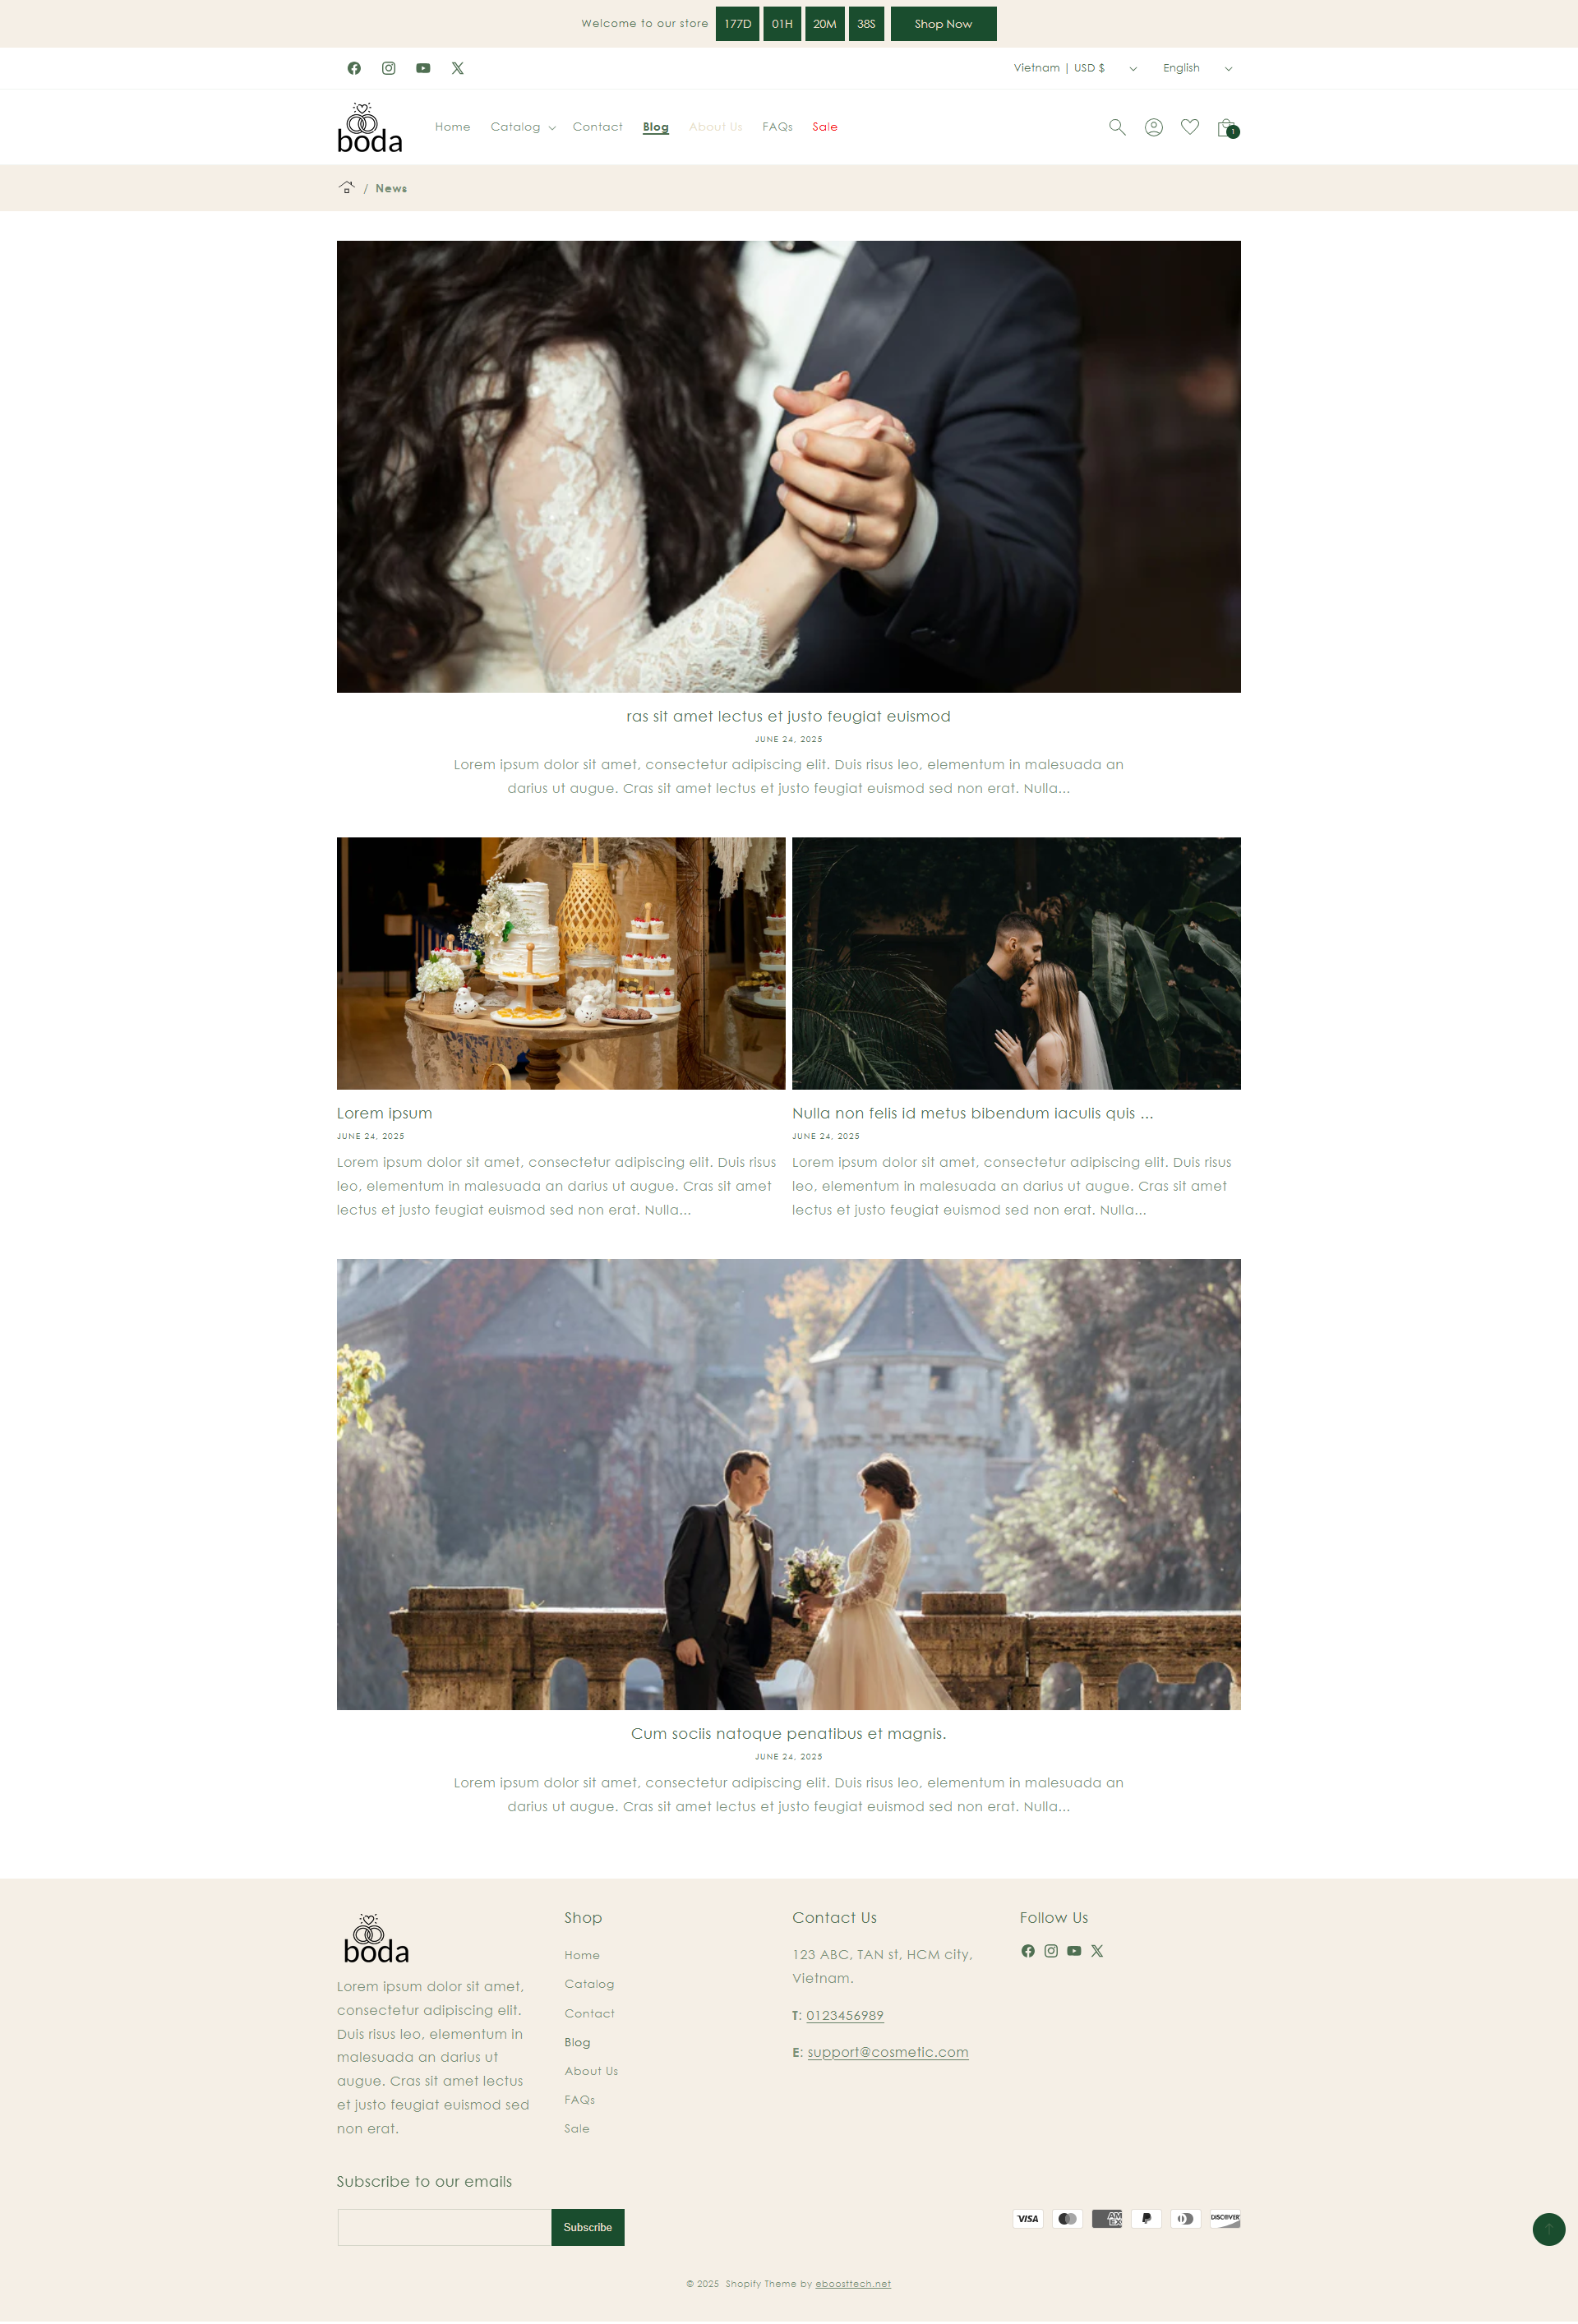 Welcome to our store 177D 01H 20M 38S Shop Now
Vietnam | USD $ English
boda
Home Catalog Contact Blog About Us FAQs Sale
1
/ News
ras sit amet lectus et justo feugiat euismod
JUNE 24, 2025
Lorem ipsum dolor sit amet, consectetur adipiscing elit. Duis risus leo, elementum in malesuada an
darius ut augue. Cras sit amet lectus et justo feugiat euismod sed non erat. Nulla...
Lorem ipsum
JUNE 24, 2025
Lorem ipsum dolor sit amet, consectetur adipiscing elit. Duis risus
leo, elementum in malesuada an darius ut augue. Cras sit amet
lectus et justo feugiat euismod sed non erat. Nulla...
Nulla non felis id metus bibendum iaculis quis ...
JUNE 24, 2025
Lorem ipsum dolor sit amet, consectetur adipiscing elit. Duis risus
leo, elementum in malesuada an darius ut augue. Cras sit amet
lectus et justo feugiat euismod sed non erat. Nulla...
Cum sociis natoque penatibus et magnis.
JUNE 24, 2025
Lorem ipsum dolor sit amet, consectetur adipiscing elit. Duis risus leo, elementum in malesuada an
darius ut augue. Cras sit amet lectus et justo feugiat euismod sed non erat. Nulla...
boda
Lorem ipsum dolor sit amet,
consectetur adipiscing elit.
Duis risus leo, elementum in
malesuada an darius ut
augue. Cras sit amet lectus
et justo feugiat euismod sed
non erat.
Shop
Home
Catalog
Contact
Blog
About Us
FAQs
Sale
Contact Us
123 ABC, TAN st, HCM city,
Vietnam.
T: 0123456989
E: support@cosmetic.com
Follow Us
Subscribe to our emails
Subscribe
VISA
AM
EX
DISCOVER
© 2025 Shopify Theme by eboosttech.net